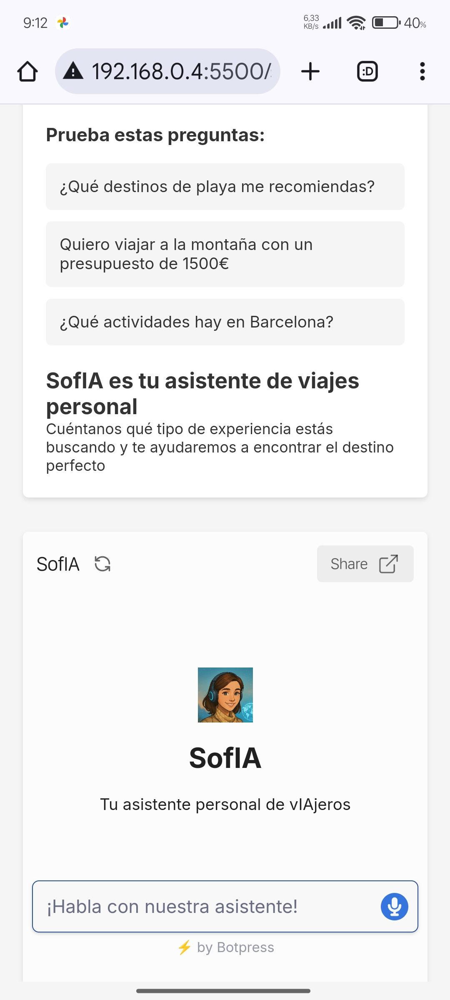 9:12
6,33
KB/s
40%
192.168.0.4:5500/
:D
Prueba estas preguntas:
¿Qué destinos de playa me recomiendas?
Quiero viajar a la montaña con un
presupuesto de 1500€
¿Qué actividades hay en Barcelona?
SofIA es tu asistente de viajes
personal
Cuéntanos qué tipo de experiencia estás
buscando y te ayudaremos a encontrar el destino
perfecto
SofIA
Share
SofIA
Tu asistente personal de vIAjeros
¡Habla con nuestra asistente!
⚡ by Botpress